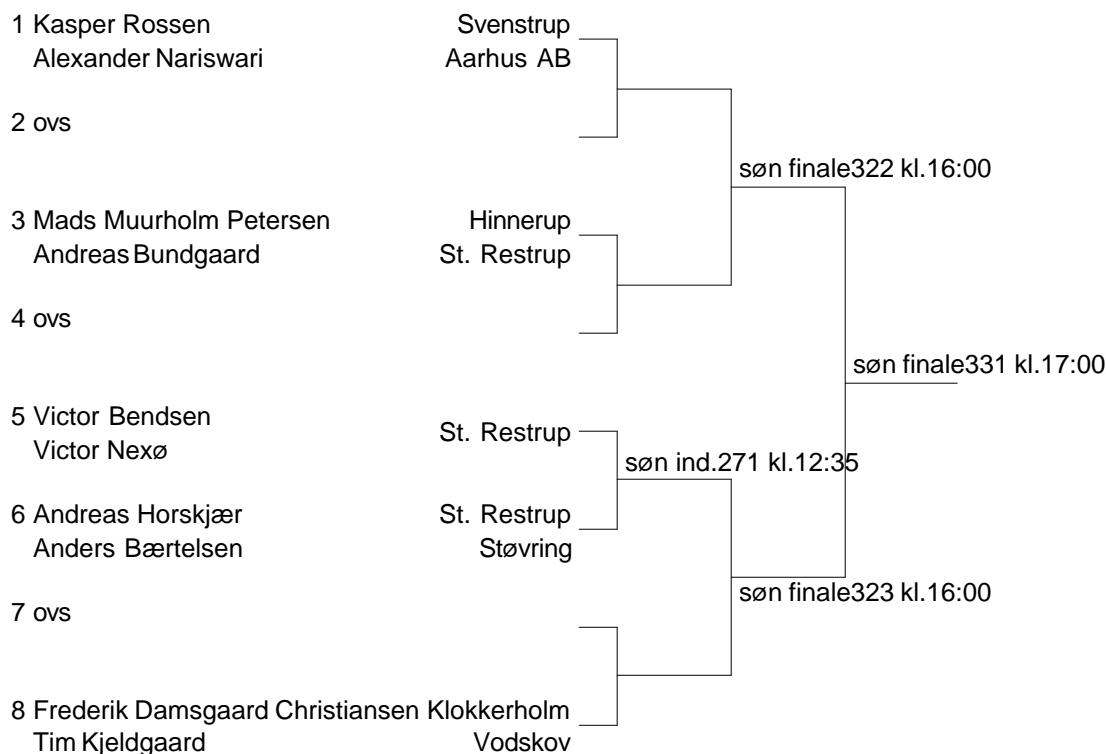 1 Kasper Rossen Svenstrup
Alexander Nariswari Aarhus AB
2 ovs
søn finale322 kl.16:00
3 Mads Muurholm Petersen Hinnerup
Andreas Bundgaard St. Restrup
4 ovs
søn finale331 kl.17:00
5 Victor Bendsen St. Restrup
Victor Nexø
søn ind.271 kl.12:35
6 Andreas Horskjær St. Restrup
Anders Bærtelsen Støvring
søn finale323 kl.16:00
7 ovs
8 Frederik Damsgaard Christiansen Klokkerholm
Tim Kjeldgaard Vodskov